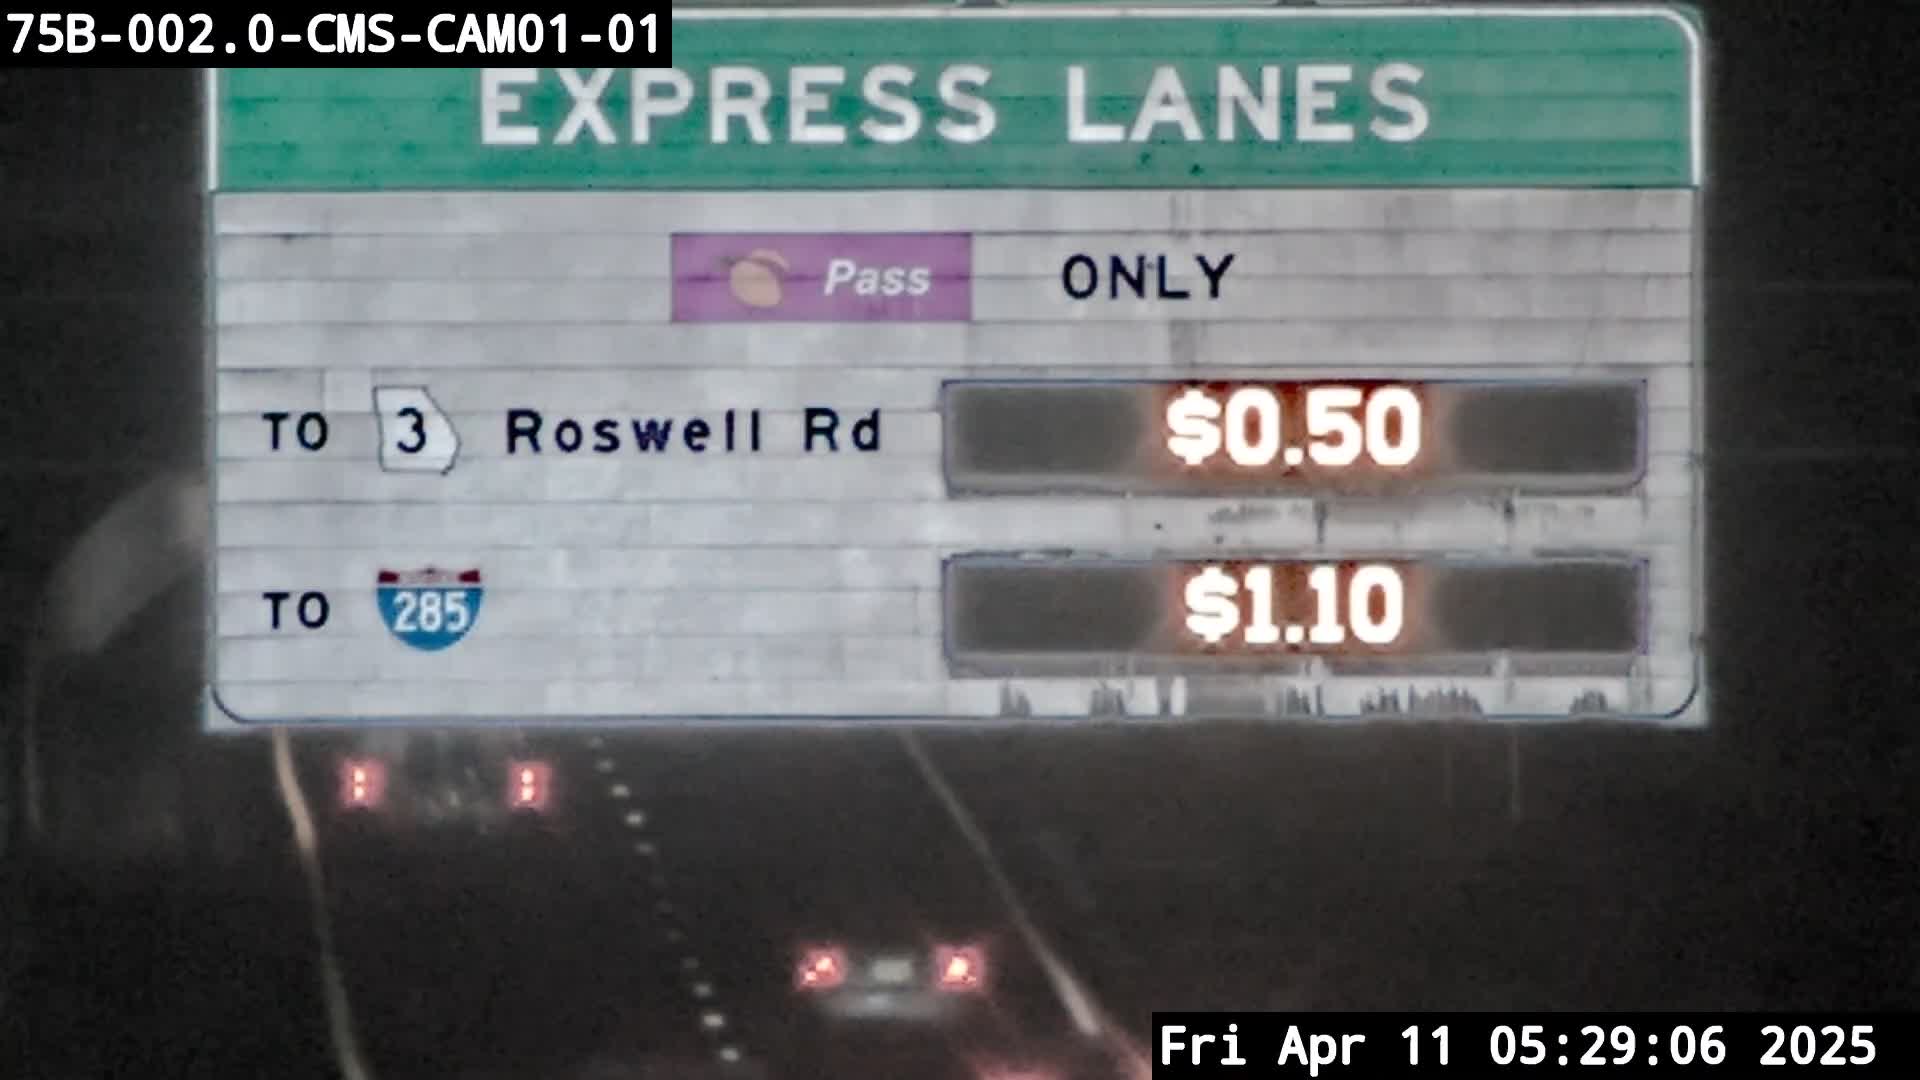 75B-002.0-CMS-CAM01-01
EXPRESS LANES
Pass ONLY
TO 3 Roswell Rd $0.50
TO 285 $1.10
Fri Apr 11 05:29:06 2025